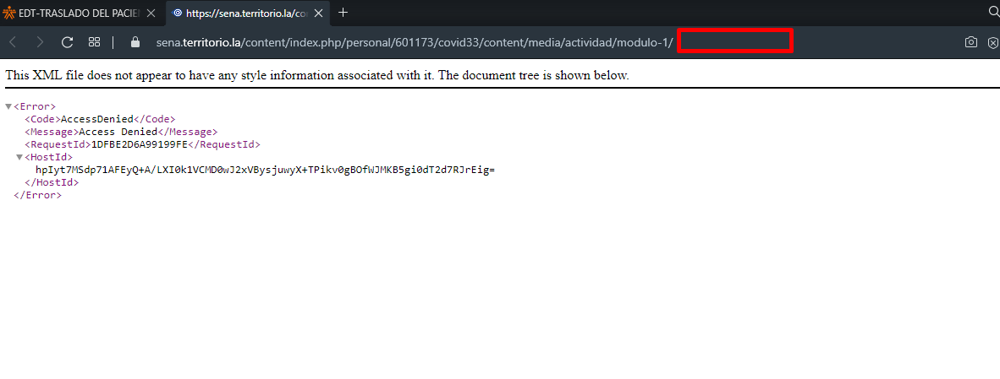 EDT-TRASLADO DEL PACIEN
https://sena.territorio.la/co
sena.territorio.la/content/index.php/personal/601173/covid33/content/media/actividad/modulo-1/
This XML file does not appear to have any style information associated with it. The document tree is shown below.
<Error>
<Code>AccessDenied</Code>
<Message>Access Denied</Message>
<RequestId>1DFBE2D6A99199FE</RequestId>
<HostId>
hpIyt7MSdp71AFEyQ+A/LXI0k1VCMD0wJ2xVBysjuwyX+TPikv0gBOfWJMKB5gi0dT2d7RJrEig=
</HostId>
</Error>